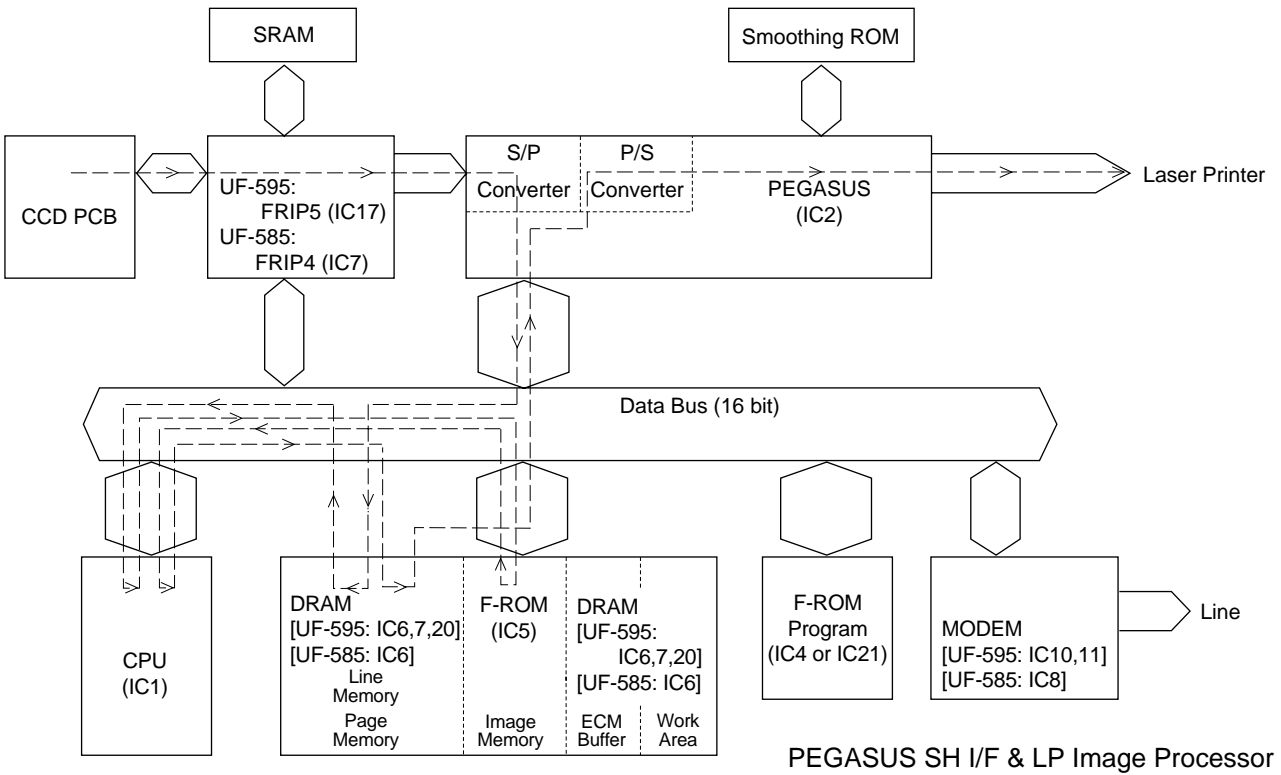 SRAM
Smoothing ROM
CCD PCB
UF-595:
FRIP5 (IC17)
UF-585:
FRIP4 (IC7)
S/P
Converter
P/S
Converter
PEGASUS
(IC2)
Laser Printer
Data Bus (16 bit)
CPU
(IC1)
DRAM
[UF-595: IC6,7,20]
[UF-585: IC6]
Line
Memory
Page
Memory
F-ROM
(IC5)
Image
Memory
DRAM
[UF-595:
IC6,7,20]
[UF-585: IC6]
ECM
Buffer
Work
Area
F-ROM
Program
(IC4 or IC21)
MODEM
[UF-595: IC10,11]
[UF-585: IC8]
Line
PEGASUS SH I/F & LP Image Processor